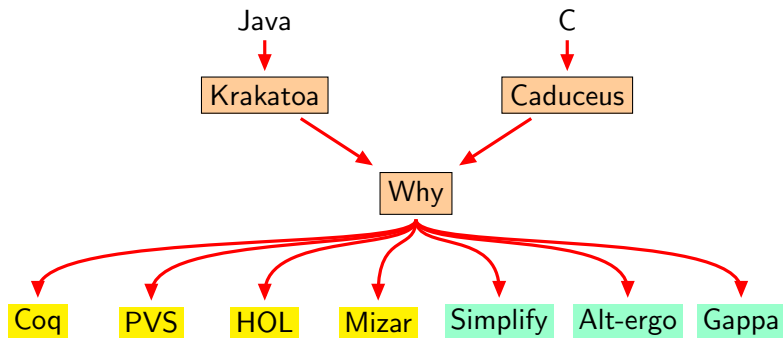 Java C
Krakatoa Caduceus
Why
Coq PVS HOL Mizar Simplify Alt-ergo Gappa